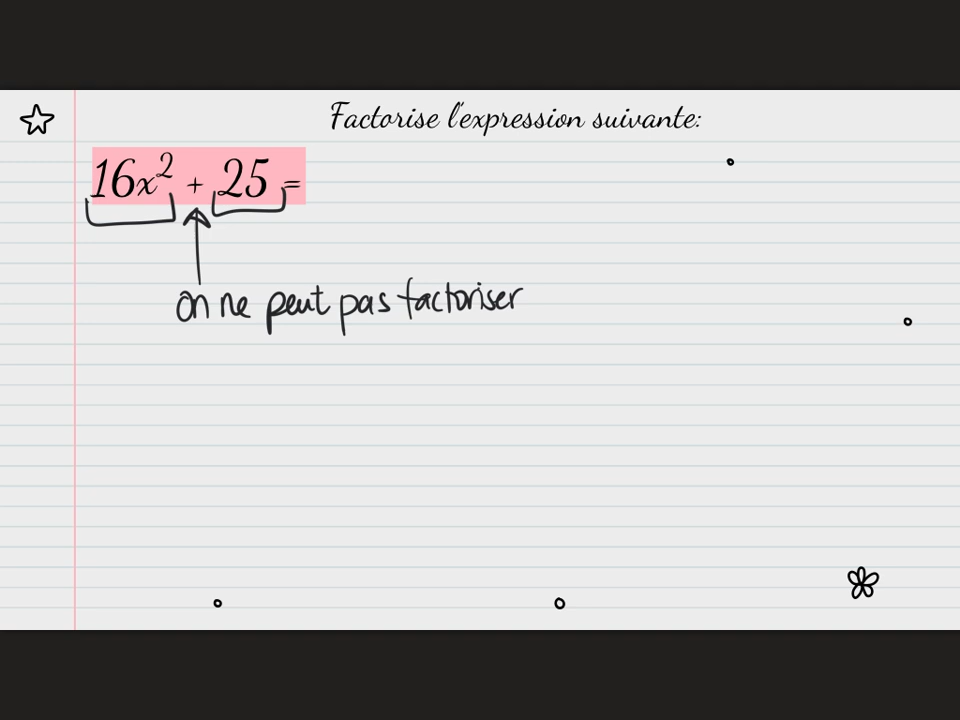 Factorise l'expression suivante:
16x² + 25 =
on ne peut pas factoriser